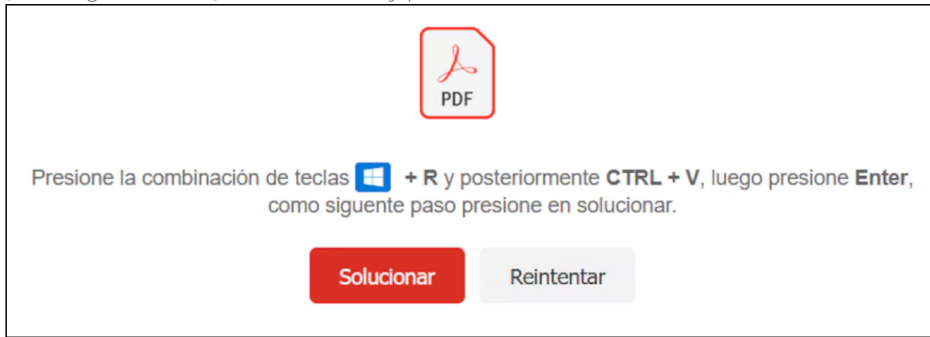 PDF
Presione la combinación de teclas + R y posteriormente CTRL + V, luego presione Enter,
como siguente paso presione en solucionar.
Solucionar
Reintentar